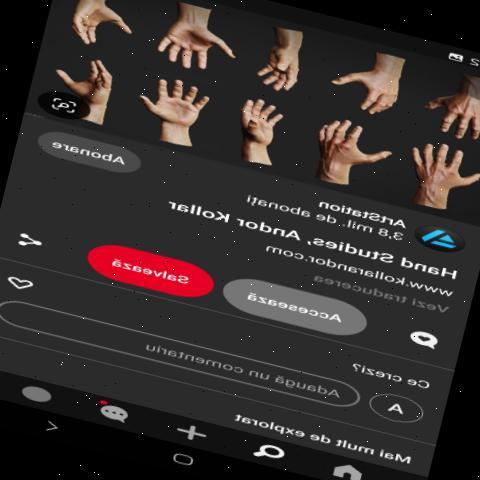 ArtStation
3,8 mil. de abonați
Abonare
Hand Studies, Andor Kollar
www.kollarandor.com
Vezi traducerea
Accesează
Salvează
Ce crezi?
A
Adaugă un comentariu
Mai mult de explorat